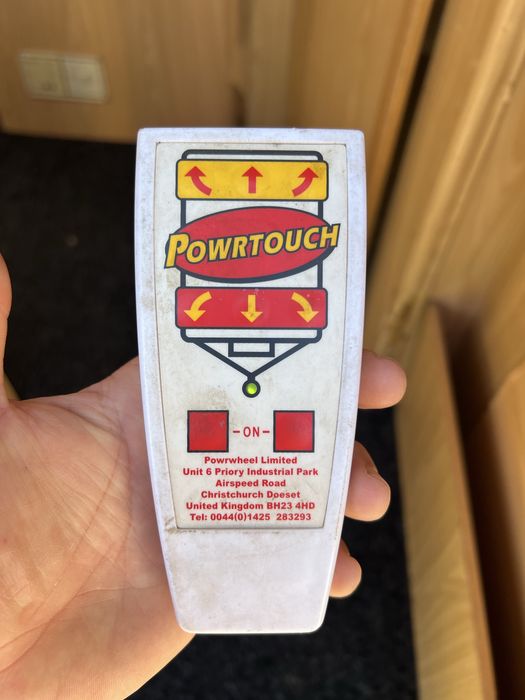 POWRTOUCH
- ON -
Powrwheel Limited
Unit 6 Priory Industrial Park
Airspeed Road
Christchurch Doeset
United Kingdom BH23 4HD
Tel: 0044(0)1425 283293